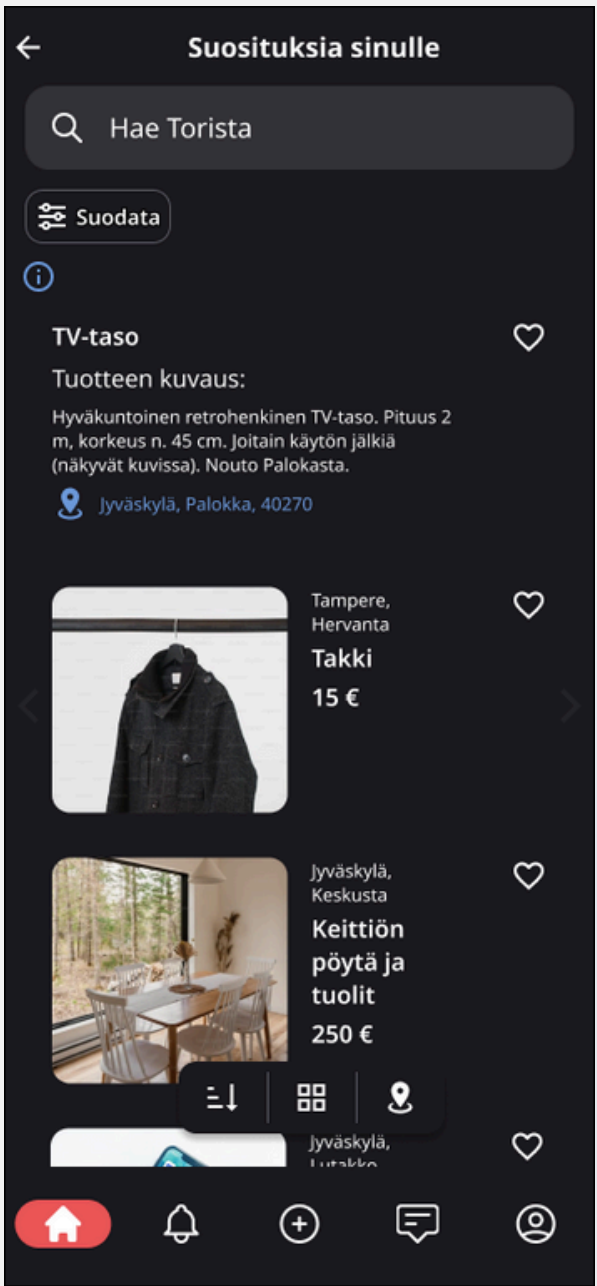 Suosituksia sinulle
Hae Torista
Suodata
TV-taso
Tuotteen kuvaus:
Hyväkuntoinen retrohenkinen TV-taso. Pituus 2
m, korkeus n. 45 cm. Joitain käytön jälkiä
(näkyvät kuvissa). Nouto Palokasta.
Jyväskylä, Palokka, 40270
Tampere,
Hervanta
Takki
15 €
Jyväskylä,
Keskusta
Keittiön
pöytä ja
tuolit
250 €
Jyväskylä,
Lutakko